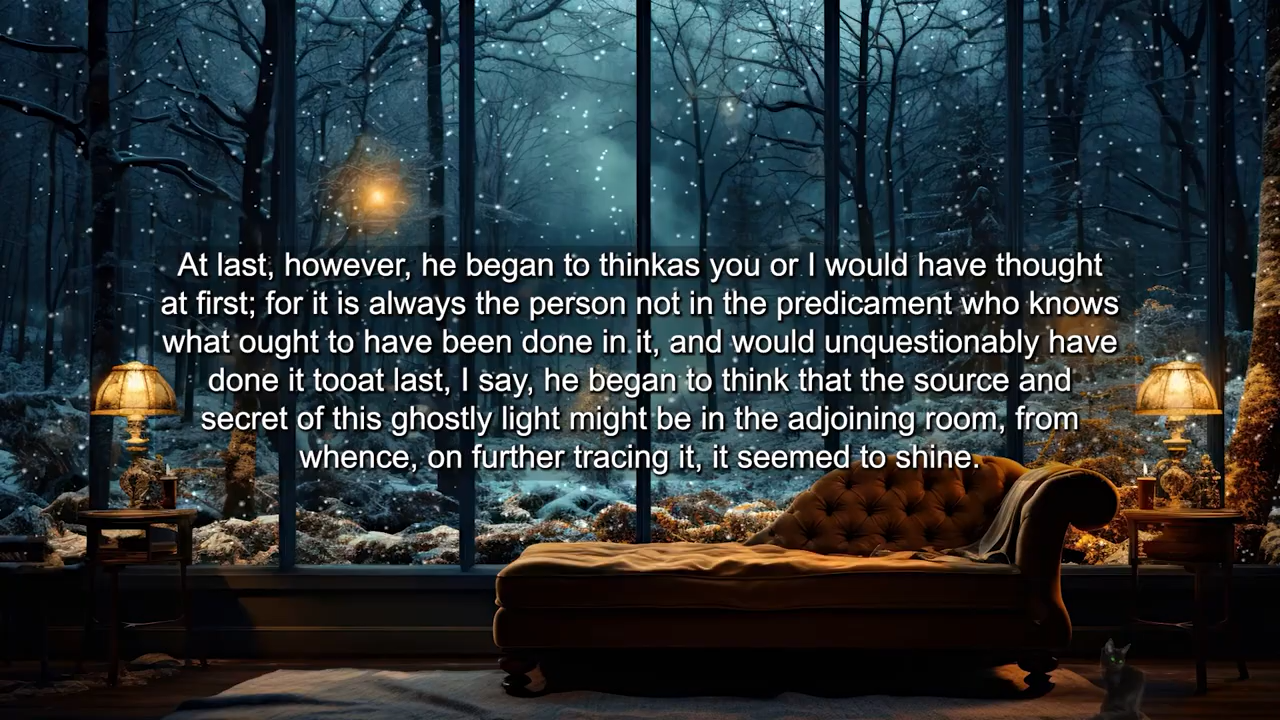 At last, however, he began to thinkas you or I would have thought
at first; for it is always the person not in the predicament who knows
what ought to have been done in it, and would unquestionably have
done it tooat last, I say, he began to think that the source and
secret of this ghostly light might be in the adjoining room, from
whence, on further tracing it, it seemed to shine.